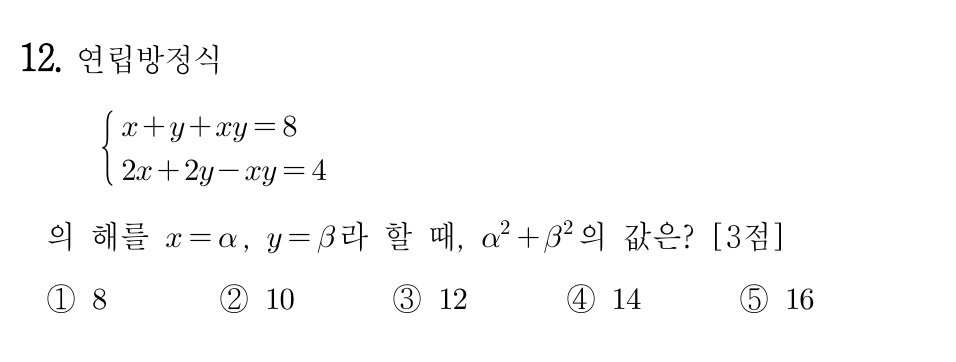 12. 연립방정식
x+y+xy=8
2x+2y-xy=4
의 해를 x=α, y=β라 할 때, α²+β²의 값은? [3점]
① 8 ② 10 ③ 12 ④ 14 ⑤ 16